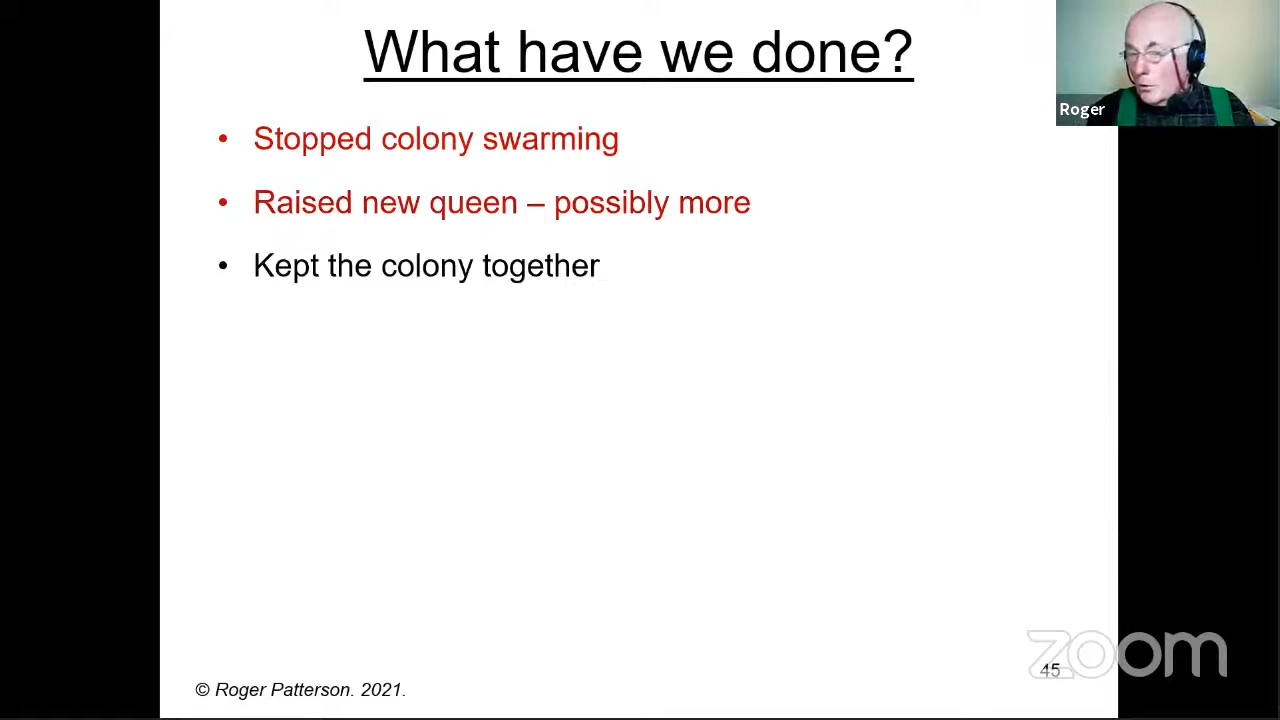 What have we done?
Roger
• Stopped colony swarming
• Raised new queen – possibly more
• Kept the colony together
zoom
45
© Roger Patterson. 2021.